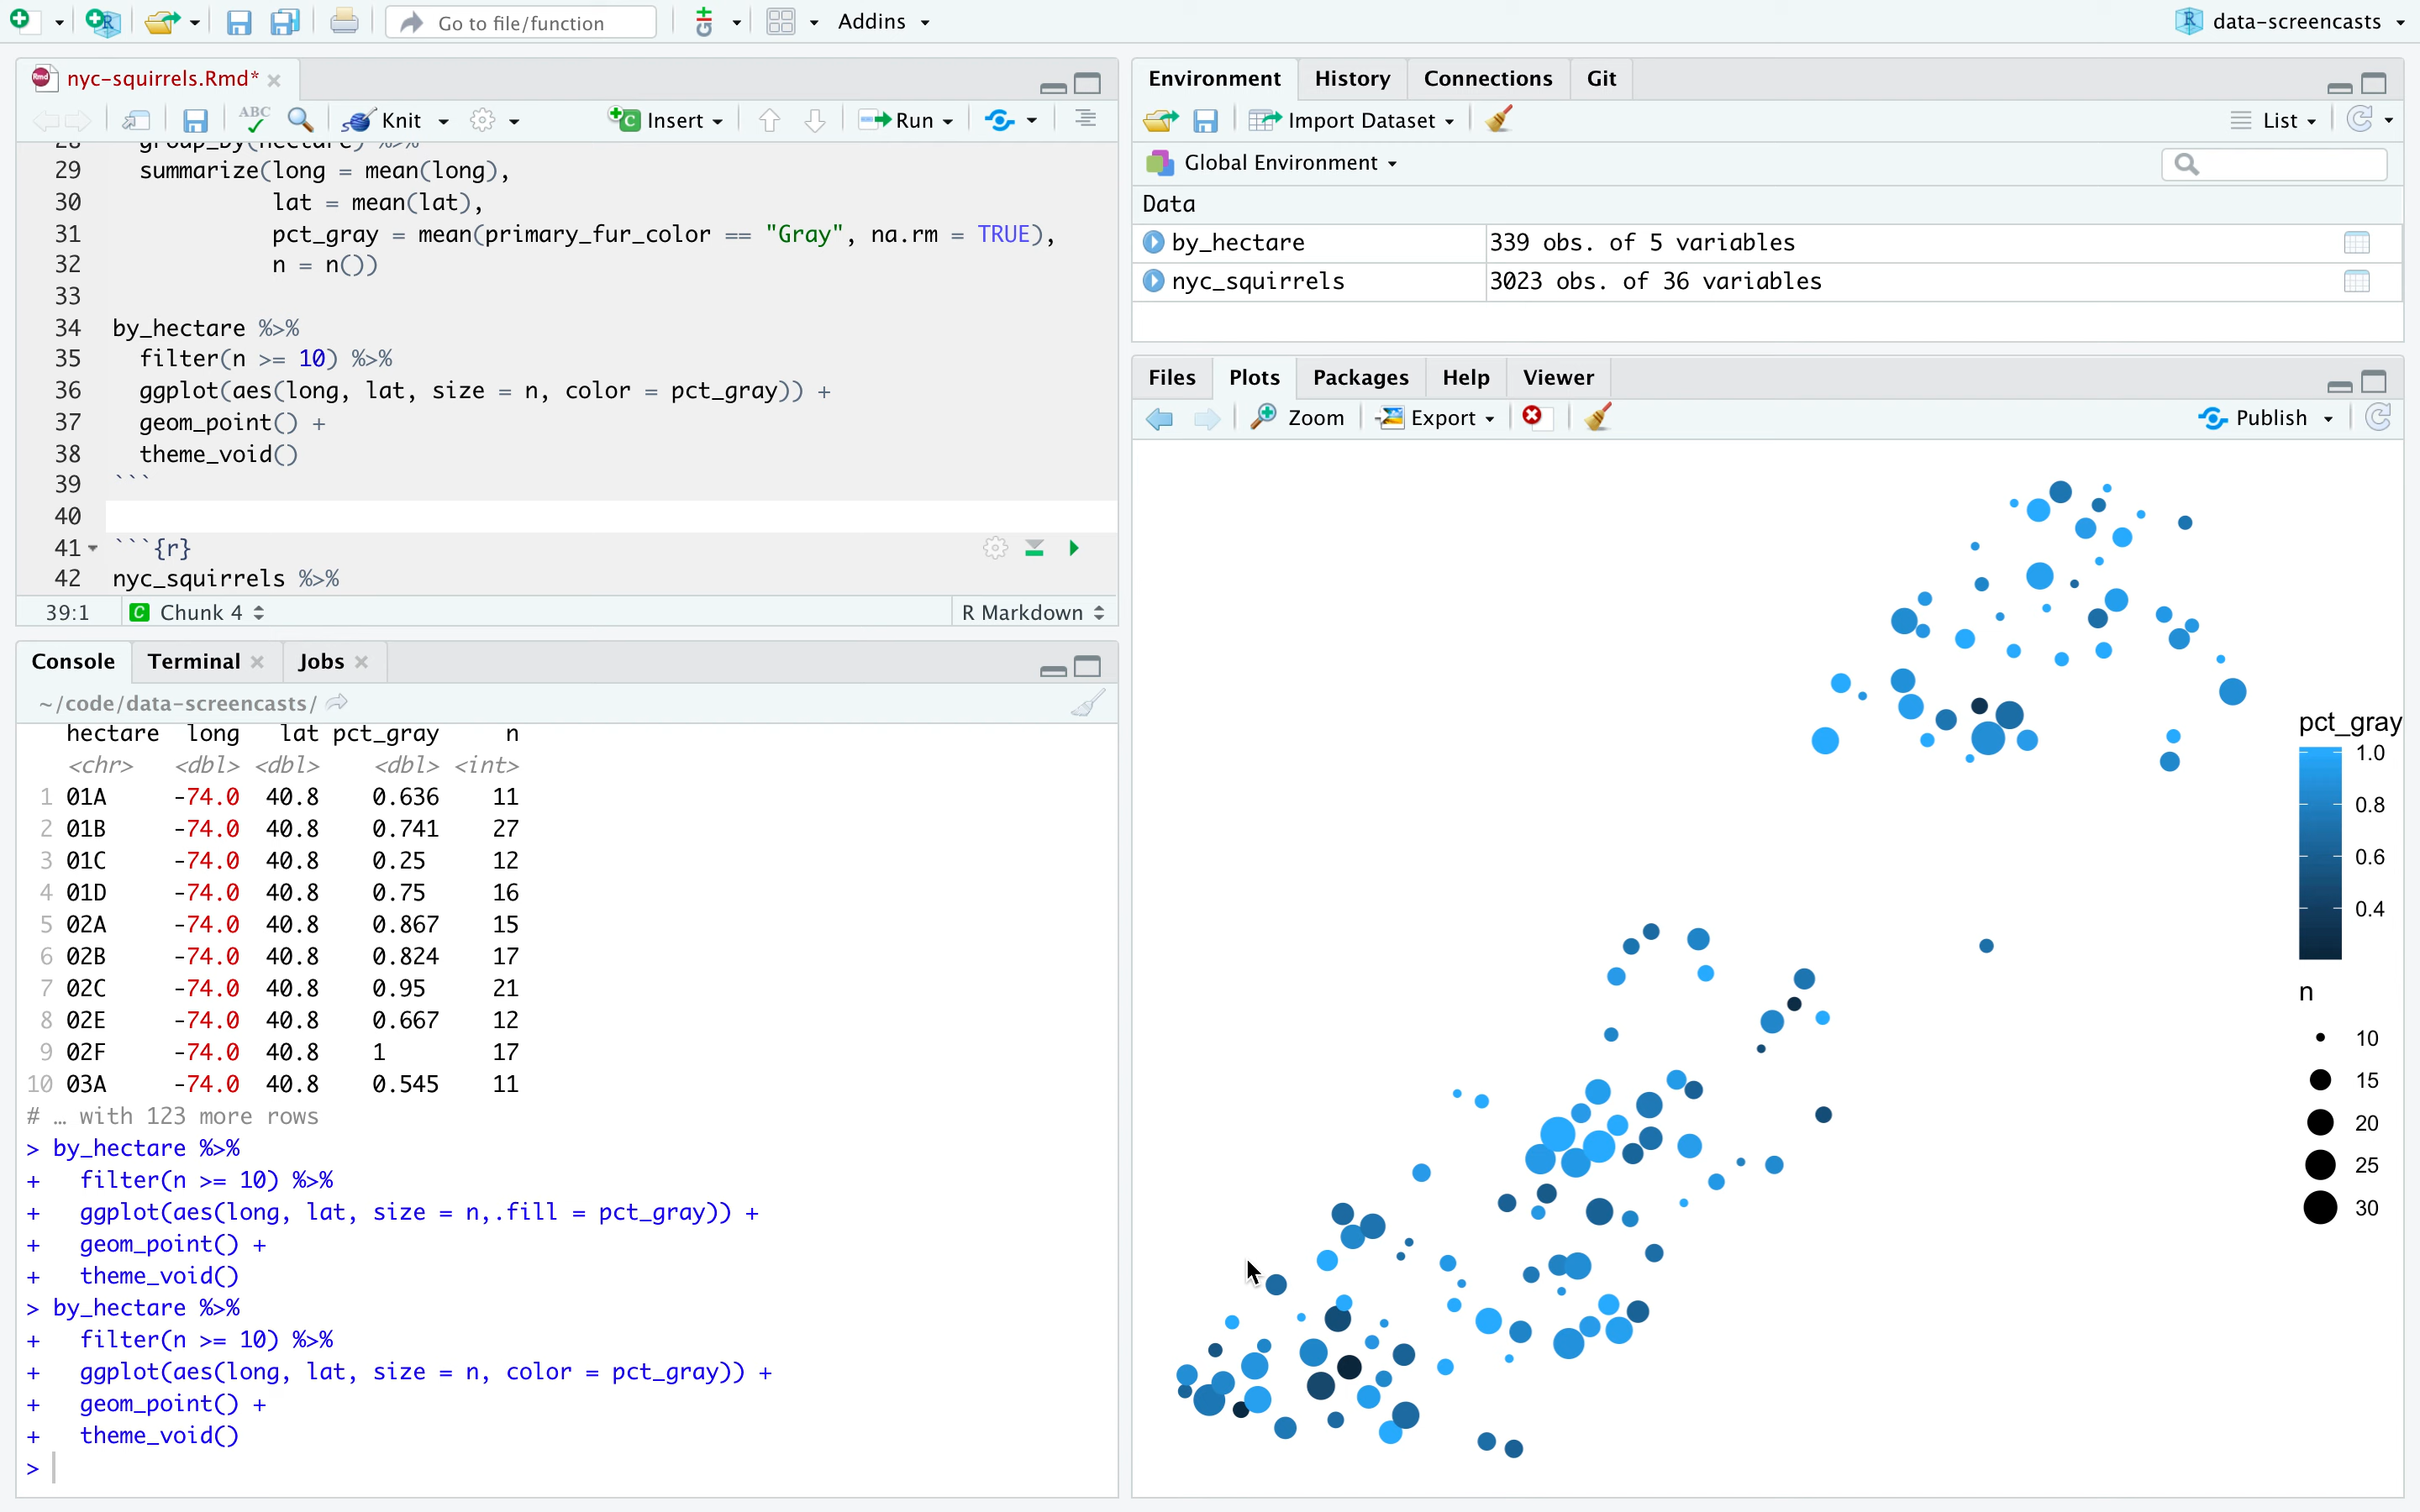 Go to file/function
Addins
data-screencasts
nyc-squirrels.Rmd*
ABC
Knit
Insert
Run
28 group_by(hectare) %>%
29 summarize(long = mean(long),
30 lat = mean(lat),
31 pct_gray = mean(primary_fur_color == "Gray", na.rm = TRUE),
32 n = n())
33
34 by_hectare %>%
35 filter(n >= 10) %>%
36 ggplot(aes(long, lat, size = n, color = pct_gray)) +
37 geom_point() +
38 theme_void()
39 ```
40
41 ```{r}
42 nyc_squirrels %>%
39:1 Chunk 4 R Markdown
Console Terminal Jobs
~/code/data-screencasts/
hectare long lat pct_gray n
<chr> <dbl> <dbl> <dbl> <int>
1 01A -74.0 40.8 0.636 11
2 01B -74.0 40.8 0.741 27
3 01C -74.0 40.8 0.25 12
4 01D -74.0 40.8 0.75 16
5 02A -74.0 40.8 0.867 15
6 02B -74.0 40.8 0.824 17
7 02C -74.0 40.8 0.95 21
8 02E -74.0 40.8 0.667 12
9 02F -74.0 40.8 1 17
10 03A -74.0 40.8 0.545 11
# … with 123 more rows
> by_hectare %>%
+ filter(n >= 10) %>%
+ ggplot(aes(long, lat, size = n,.fill = pct_gray)) +
+ geom_point() +
+ theme_void()
> by_hectare %>%
+ filter(n >= 10) %>%
+ ggplot(aes(long, lat, size = n, color = pct_gray)) +
+ geom_point() +
+ theme_void()
>
Environment History Connections Git
Import Dataset List
Global Environment
Data
by_hectare 339 obs. of 5 variables
nyc_squirrels 3023 obs. of 36 variables
Files Plots Packages Help Viewer
Zoom Export Publish
pct_gray
1.0
0.8
0.6
0.4
n
10
15
20
25
30